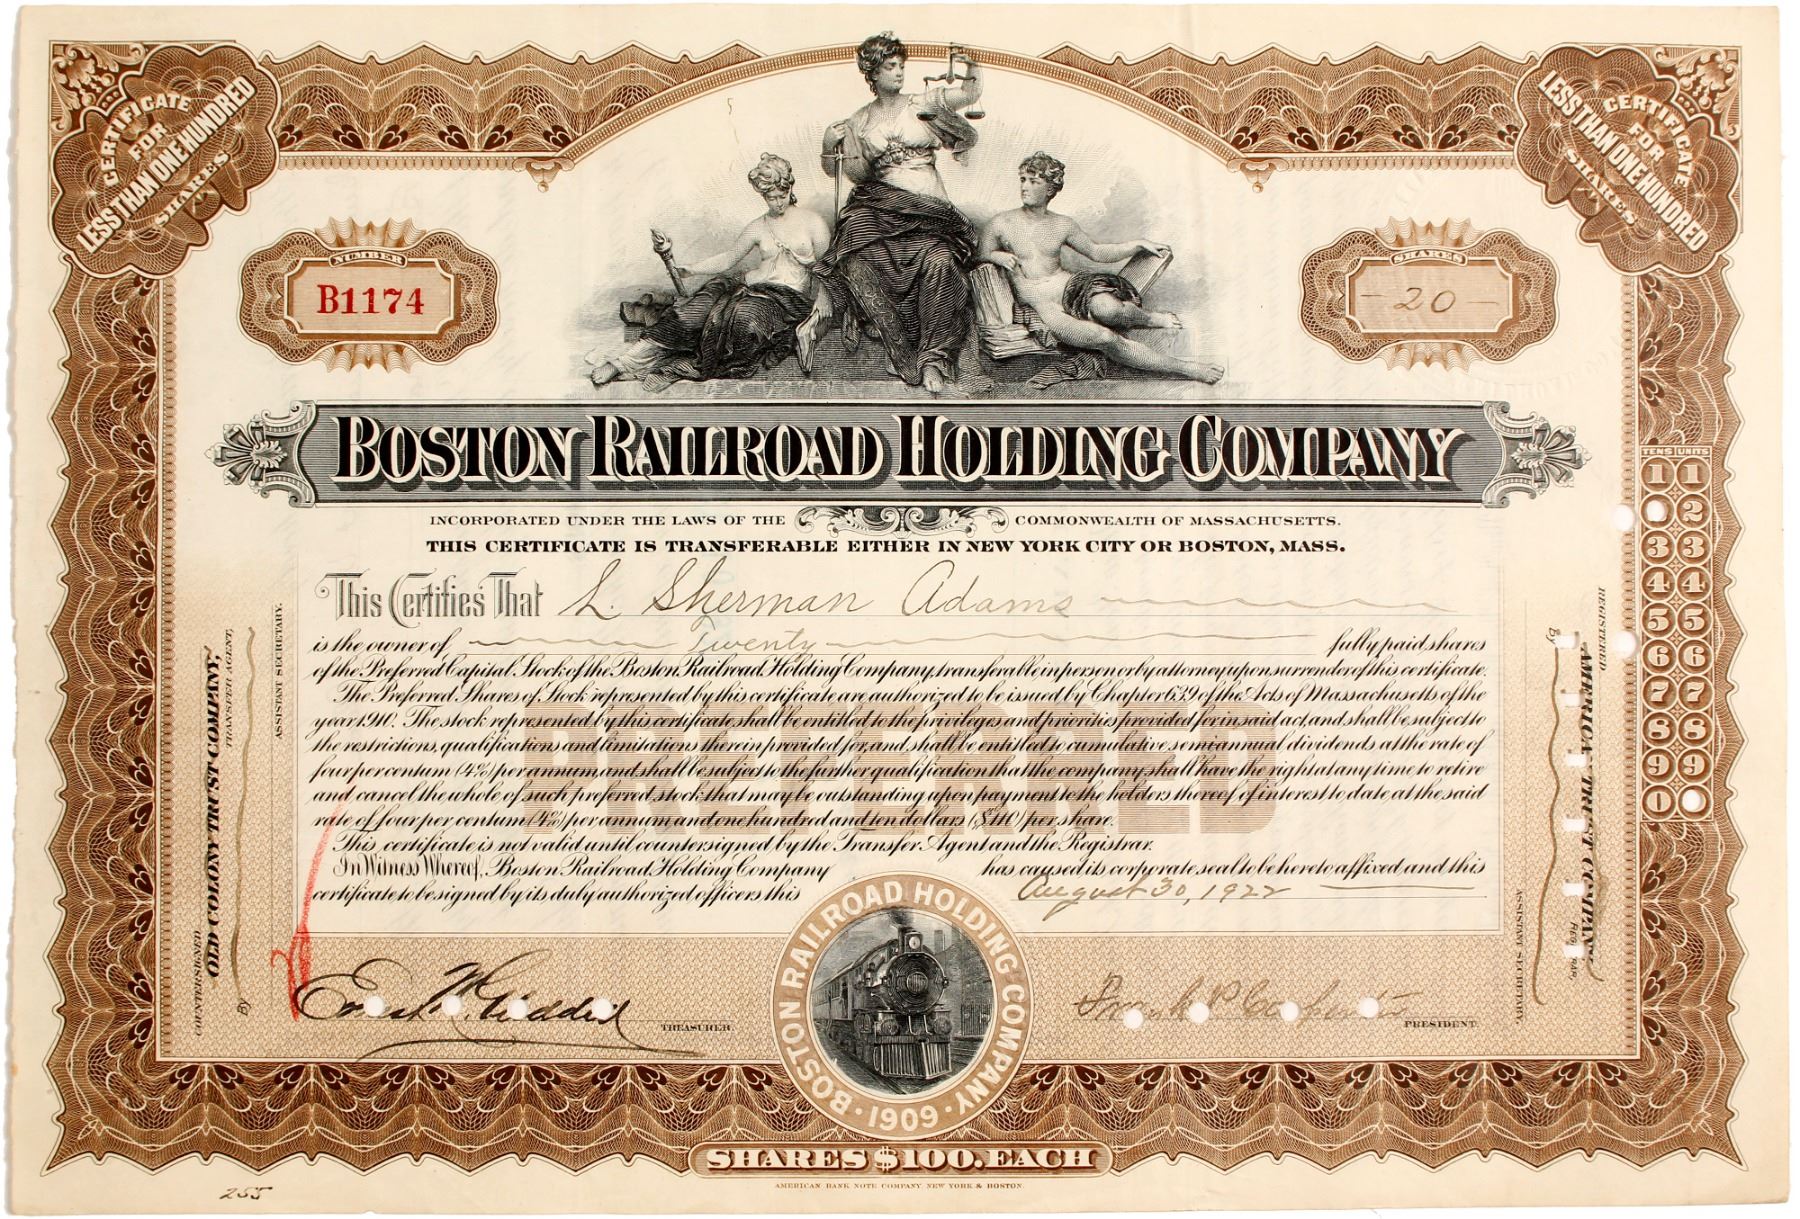 CERTIFICATE
FOR
LESS THAN ONE HUNDRED
SHARES
CERTIFICATE
FOR
LESS THAN ONE HUNDRED
SHARES
NUMBER
B1174
SHARES
- 20 -
BOSTON RAILROAD HOLDING COMPANY
INCORPORATED UNDER THE LAWS OF THE COMMONWEALTH OF MASSACHUSETTS.
THIS CERTIFICATE IS TRANSFERABLE EITHER IN NEW YORK CITY OR BOSTON, MASS.
This Certifies That L. Sherman Adams
is the owner of Twenty fully paid shares
of the Preferred Capital Stock of the Boston Railroad Holding Company, transferable in person or by attorney upon surrender of this certificate.
The Preferred Shares of Stock represented by this certificate are authorized to be issued by Chapter 639 of the Acts of Massachusetts of the
year 1910. The stock represented by this certificate shall be entitled to the privileges and priorities provided for in said act, and shall be subject to
the restrictions, qualifications and limitations therein provided for, and shall be entitled to cumulative, semiannual dividends at the rate of
four per centum (4%) per annum, and shall be subject to the further qualification that the company shall have the right at any time to retire
and cancel the whole of such preferred stock that may be outstanding upon payment to the holders thereof of interest to date, at the said
rate of four per centum (4%) per annum and one hundred and ten dollars ($110) per share.
This certificate is not valid until countersigned by the Transfer Agent and the Registrar.
In Witness Whereof, Boston Railroad Holding Company has caused its corporate seal to be hereto affixed and this
certificate to be signed by its duly authorized officers this August 30, 1922
PREFERRED
COUNTERSIGNED
OLD COLONY TRUST COMPANY,
TRANSFER AGENT,
By
ASSISTANT SECRETARY.
REGISTERED
AMERICAN TRUST COMPANY
REGISTRAR
By
ASSISTANT SECRETARY.
TENS UNITS
1 1
2
3 3
4 4
5 5
6 6
7 7
8 8
9 9
0
TREASURER.
BOSTON RAILROAD HOLDING COMPANY
· 1909 ·
Frank P Carpenter
PRESIDENT.
SHARES $100. EACH
AMERICAN BANK NOTE COMPANY, NEW YORK & BOSTON.
255